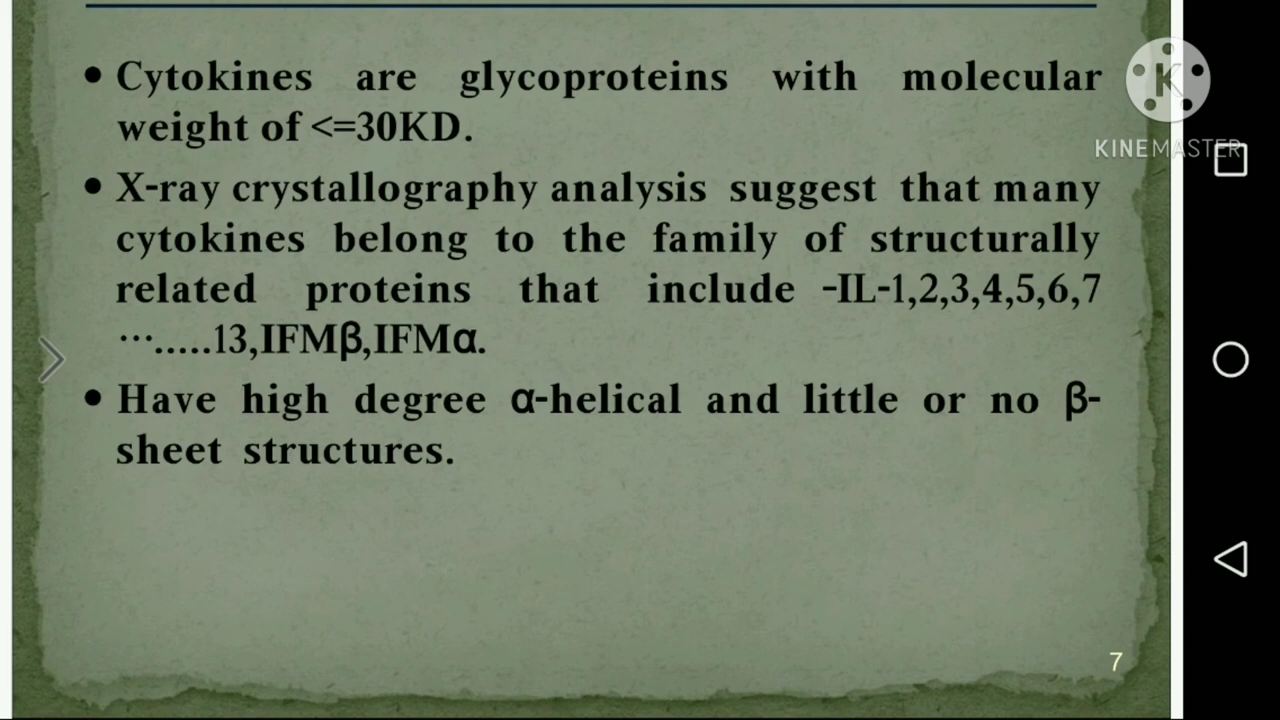 • Cytokines are glycoproteins with molecular
weight of <=30KD.
• X-ray crystallography analysis suggest that many
cytokines belong to the family of structurally
related proteins that include -IL-1,2,3,4,5,6,7
….....13,IFMβ,IFMα.
• Have high degree α-helical and little or no β-
sheet structures.
K
KINEMASTER
7